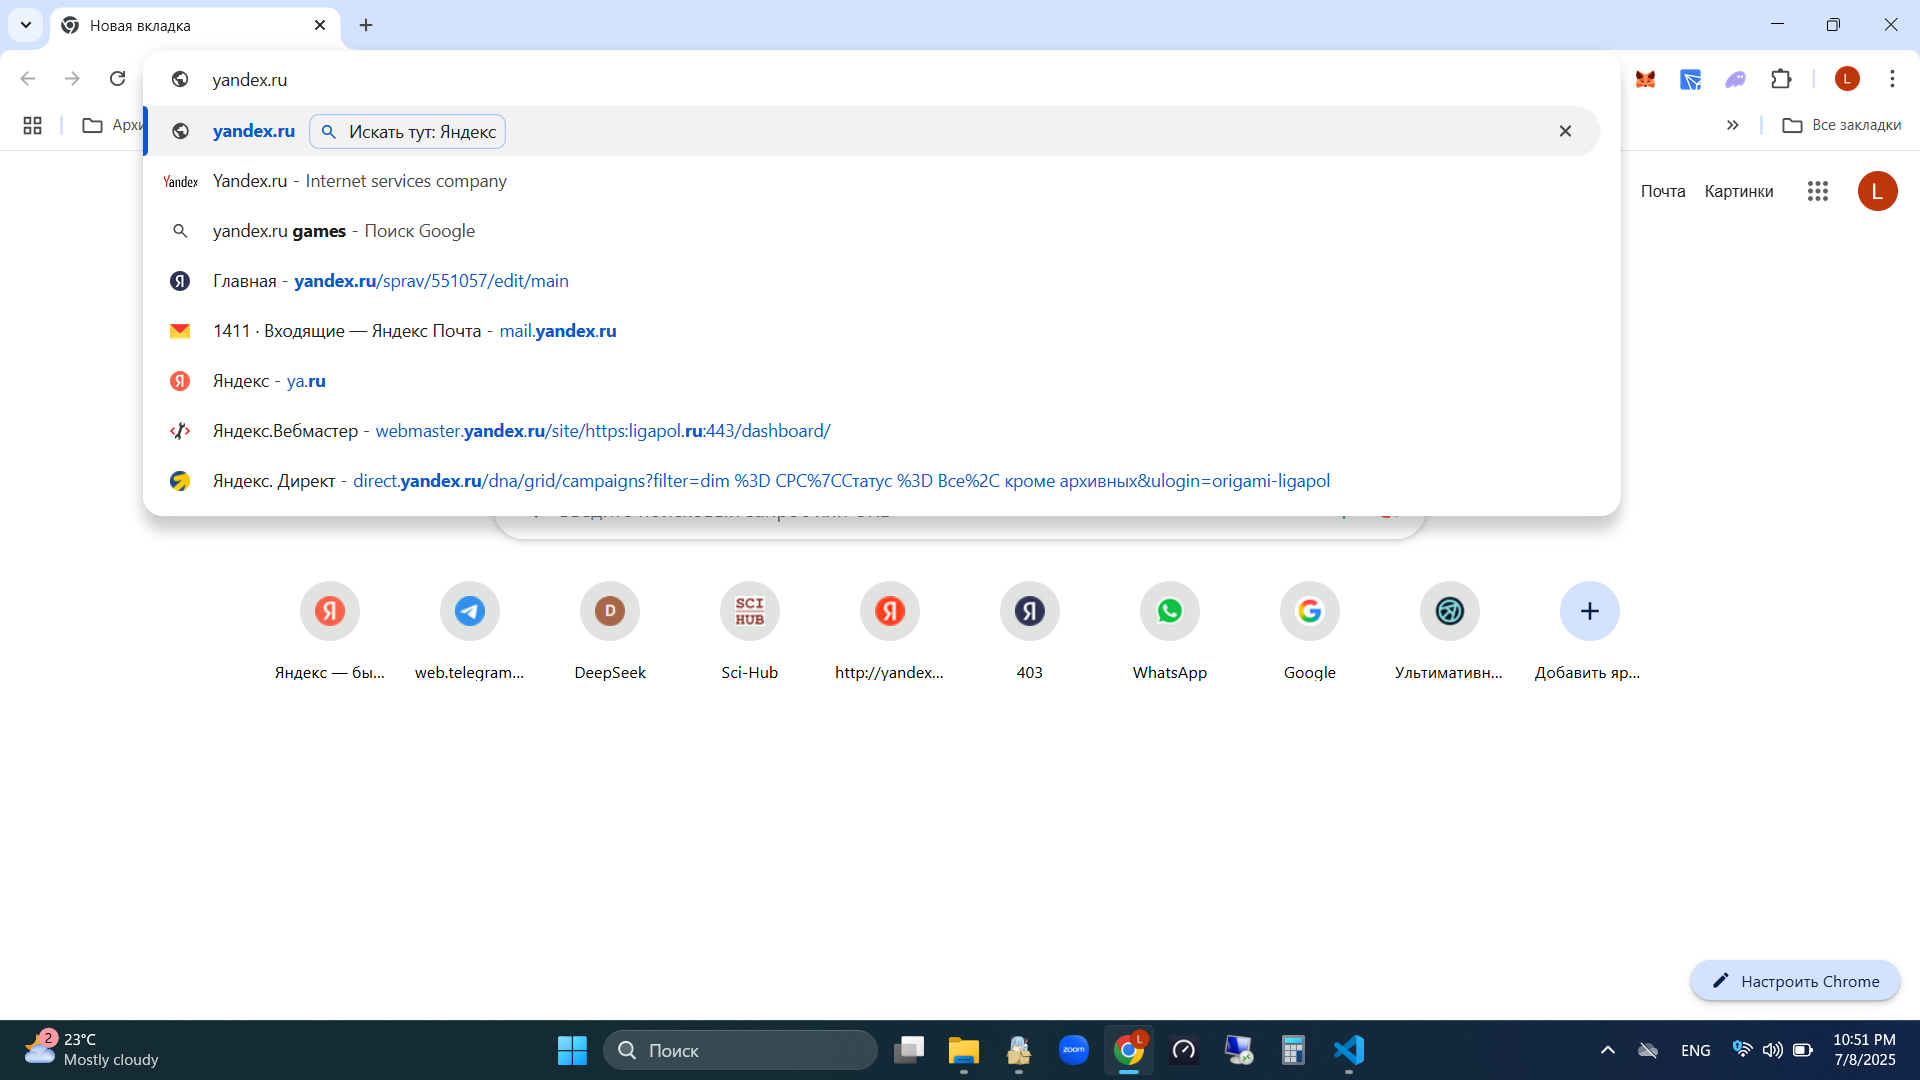 Новая вкладка
yandex.ru
Архи
yandex.ru Искать тут: Яндекс
Все закладки
Yandex Yandex.ru - Internet services company
Почта Картинки L
yandex.ru games - Поиск Google
Главная - yandex.ru/sprav/551057/edit/main
1411 · Входящие — Яндекс Почта - mail.yandex.ru
Яндекс - ya.ru
Яндекс.Вебмастер - webmaster.yandex.ru/site/https:ligapol.ru:443/dashboard/
Яндекс. Директ - direct.yandex.ru/dna/grid/campaigns?filter=dim %3D CPC%7CСтатус %3D Все%2C кроме архивных&ulogin=origami-ligapol
Я D SCI HUB Я Я G
Яндекс — бы... web.telegram... DeepSeek Sci-Hub http://yandex... 403 WhatsApp Google Ультимативн... Добавить яр...
Настроить Chrome
2 23°C
Mostly cloudy
Поиск
zoom
L
ENG
10:51 PM
7/8/2025